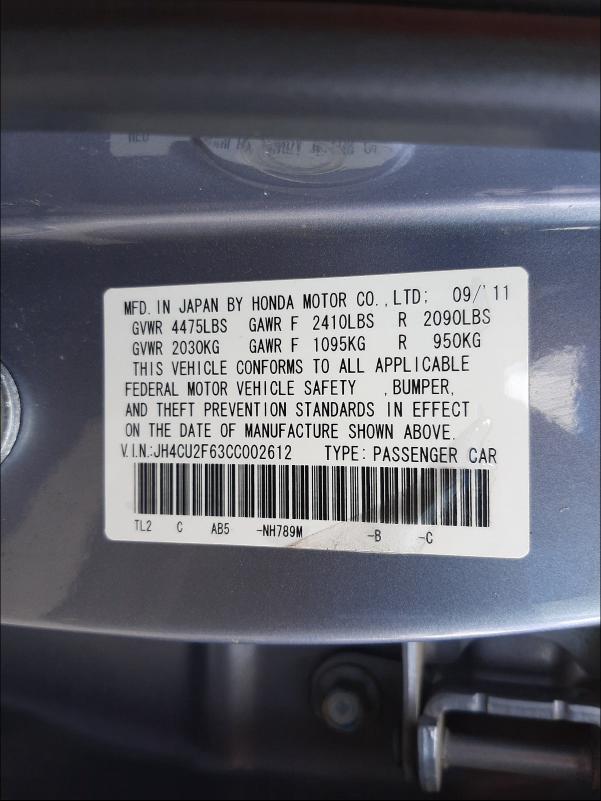 MFD. IN JAPAN BY HONDA MOTOR CO.,LTD; 09/'11
GVWR 4475LBS GAWR F 2410LBS R 2090LBS
GVWR 2030KG GAWR F 1095KG R 950KG
THIS VEHICLE CONFORMS TO ALL APPLICABLE
FEDERAL MOTOR VEHICLE SAFETY ,BUMPER,
AND THEFT PREVENTION STANDARDS IN EFFECT
ON THE DATE OF MANUFACTURE SHOWN ABOVE.
V.I.N.:JH4CU2F63CC002612 TYPE: PASSENGER CAR
TL2 C AB5 -NH789M -B -C